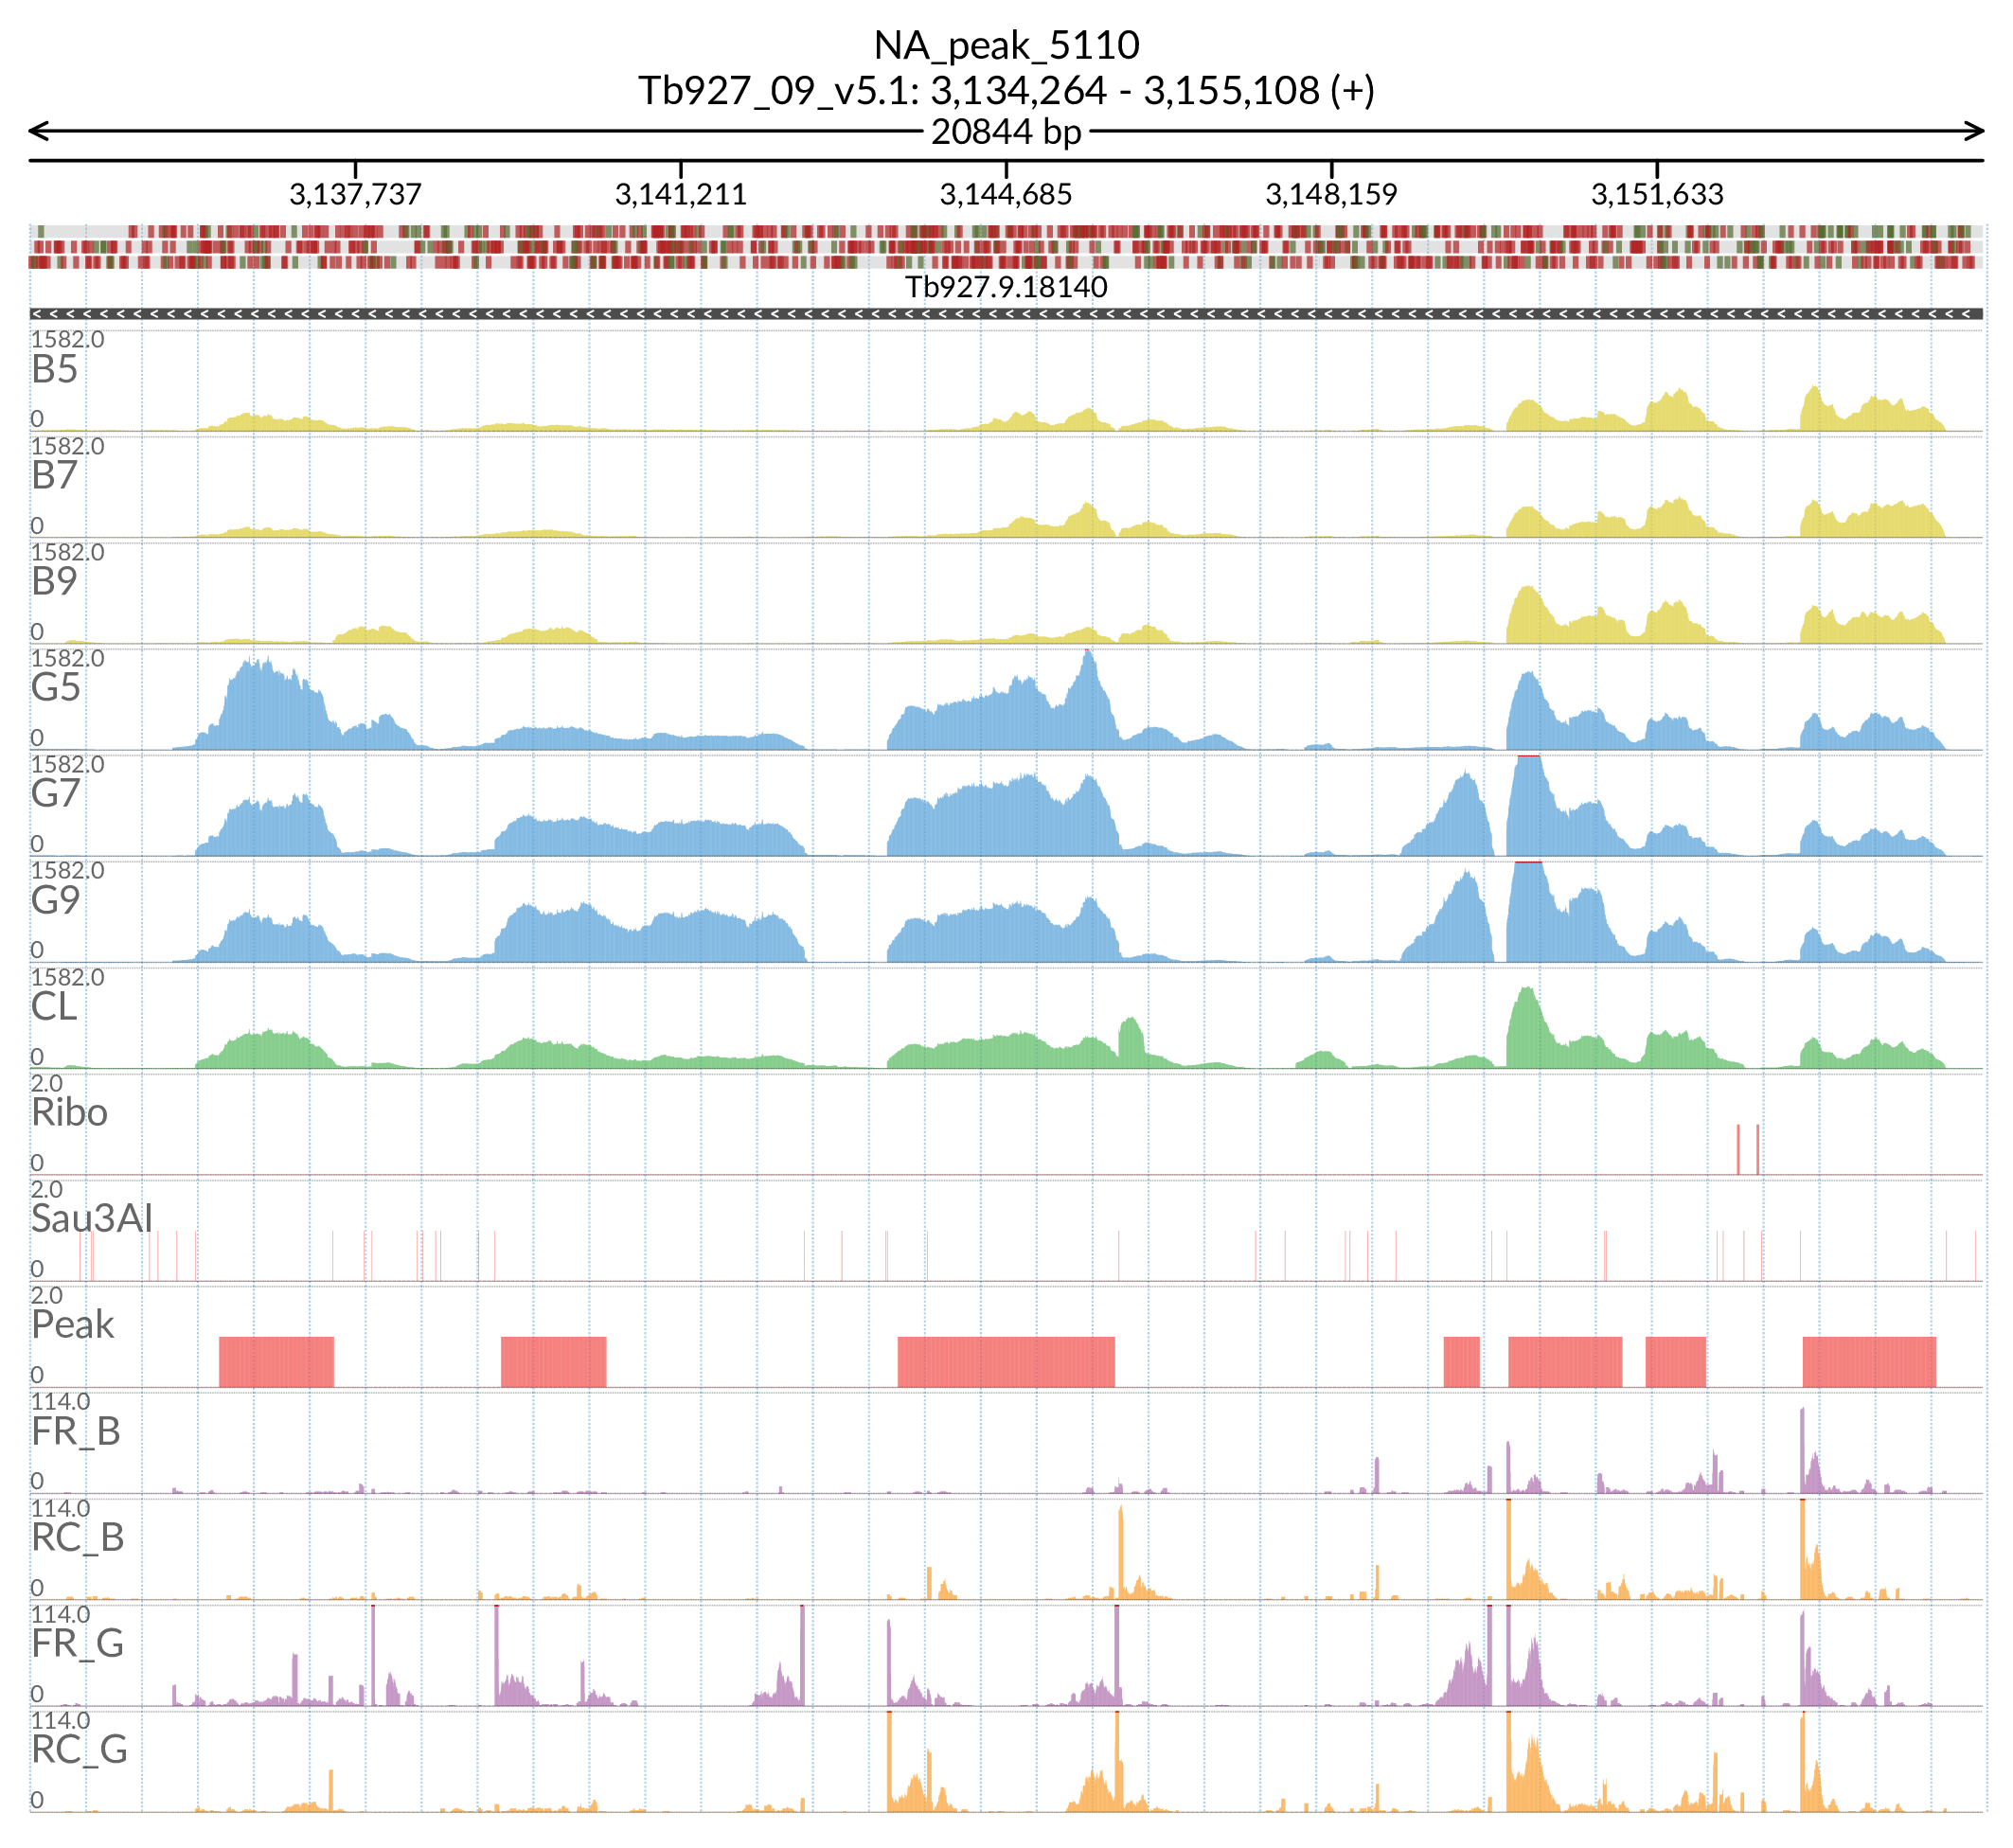 NA_peak_5110
Tb927_09_v5.1: 3,134,264 - 3,155,108 (+)
20844 bp
3,137,737 3,141,211 3,144,685 3,148,159 3,151,633
Tb927.9.18140
1582.0
B5
0
1582.0
B7
0
1582.0
B9
0
1582.0
G5
0
1582.0
G7
0
1582.0
G9
0
1582.0
CL
0
2.0
Ribo
0
2.0
Sau3AI
0
2.0
Peak
0
114.0
FR_B
0
114.0
RC_B
0
114.0
FR_G
0
114.0
RC_G
0